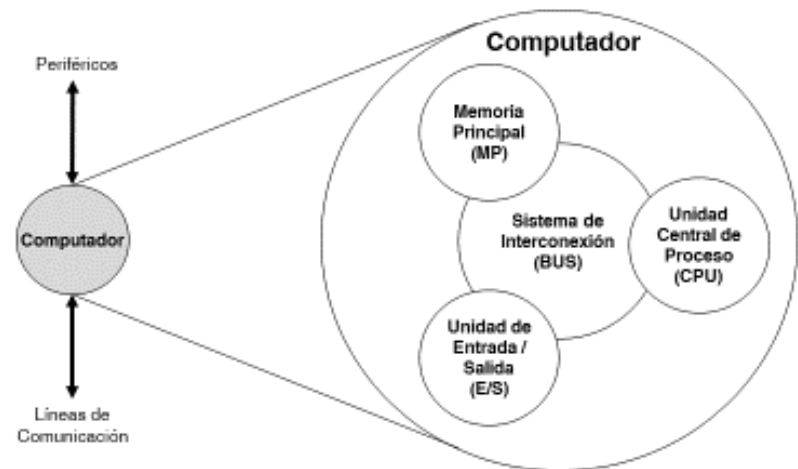 Periféricos
Computador
Líneas de
Comunicación
Computador
Memoria
Principal
(MP)
Sistema de
Interconexión
(BUS)
Unidad
Central de
Proceso
(CPU)
Unidad de
Entrada /
Salida
(E/S)